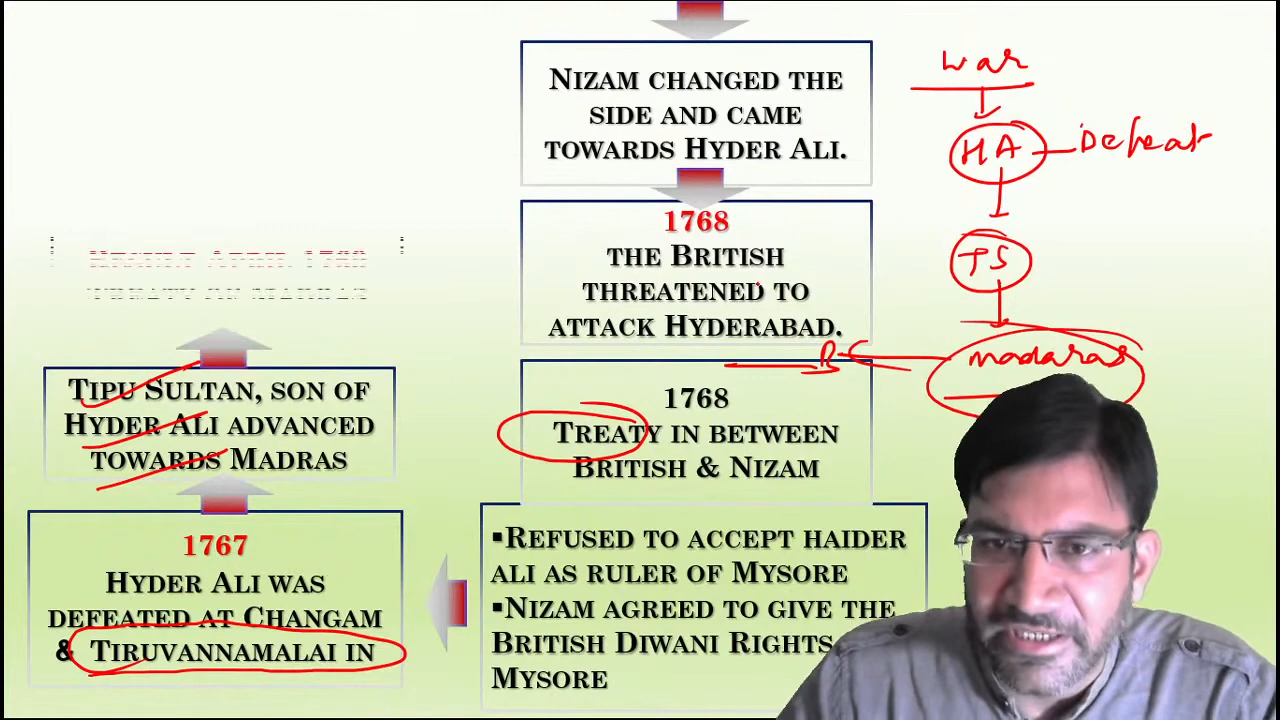 NIZAM CHANGED THE
SIDE AND CAME
TOWARDS HYDER ALI.
1768
THE BRITISH
THREATENED TO
ATTACK HYDERABAD.
1768
TREATY IN BETWEEN
BRITISH & NIZAM
▪REFUSED TO ACCEPT HAIDER
ALI AS RULER OF MYSORE
▪NIZAM AGREED TO GIVE THE
BRITISH DIWANI RIGHTS
MYSORE
1767
HYDER ALI WAS
DEFEATED AT CHANGAM
& TIRUVANNAMALAI IN
TIPU SULTAN, SON OF
HYDER ALI ADVANCED
TOWARDS MADRAS
war
HA — Defeat
TS
madaras
BC